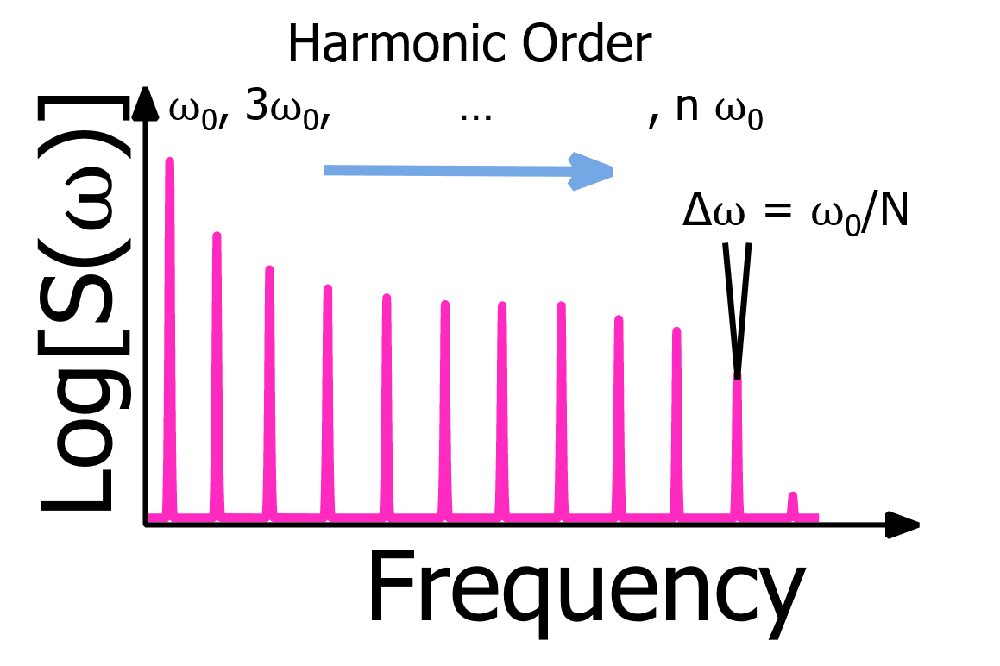 Harmonic Order
ω₀, 3ω₀, ... , n ω₀
Δω = ω₀/N
Log[S(ω)]
Frequency